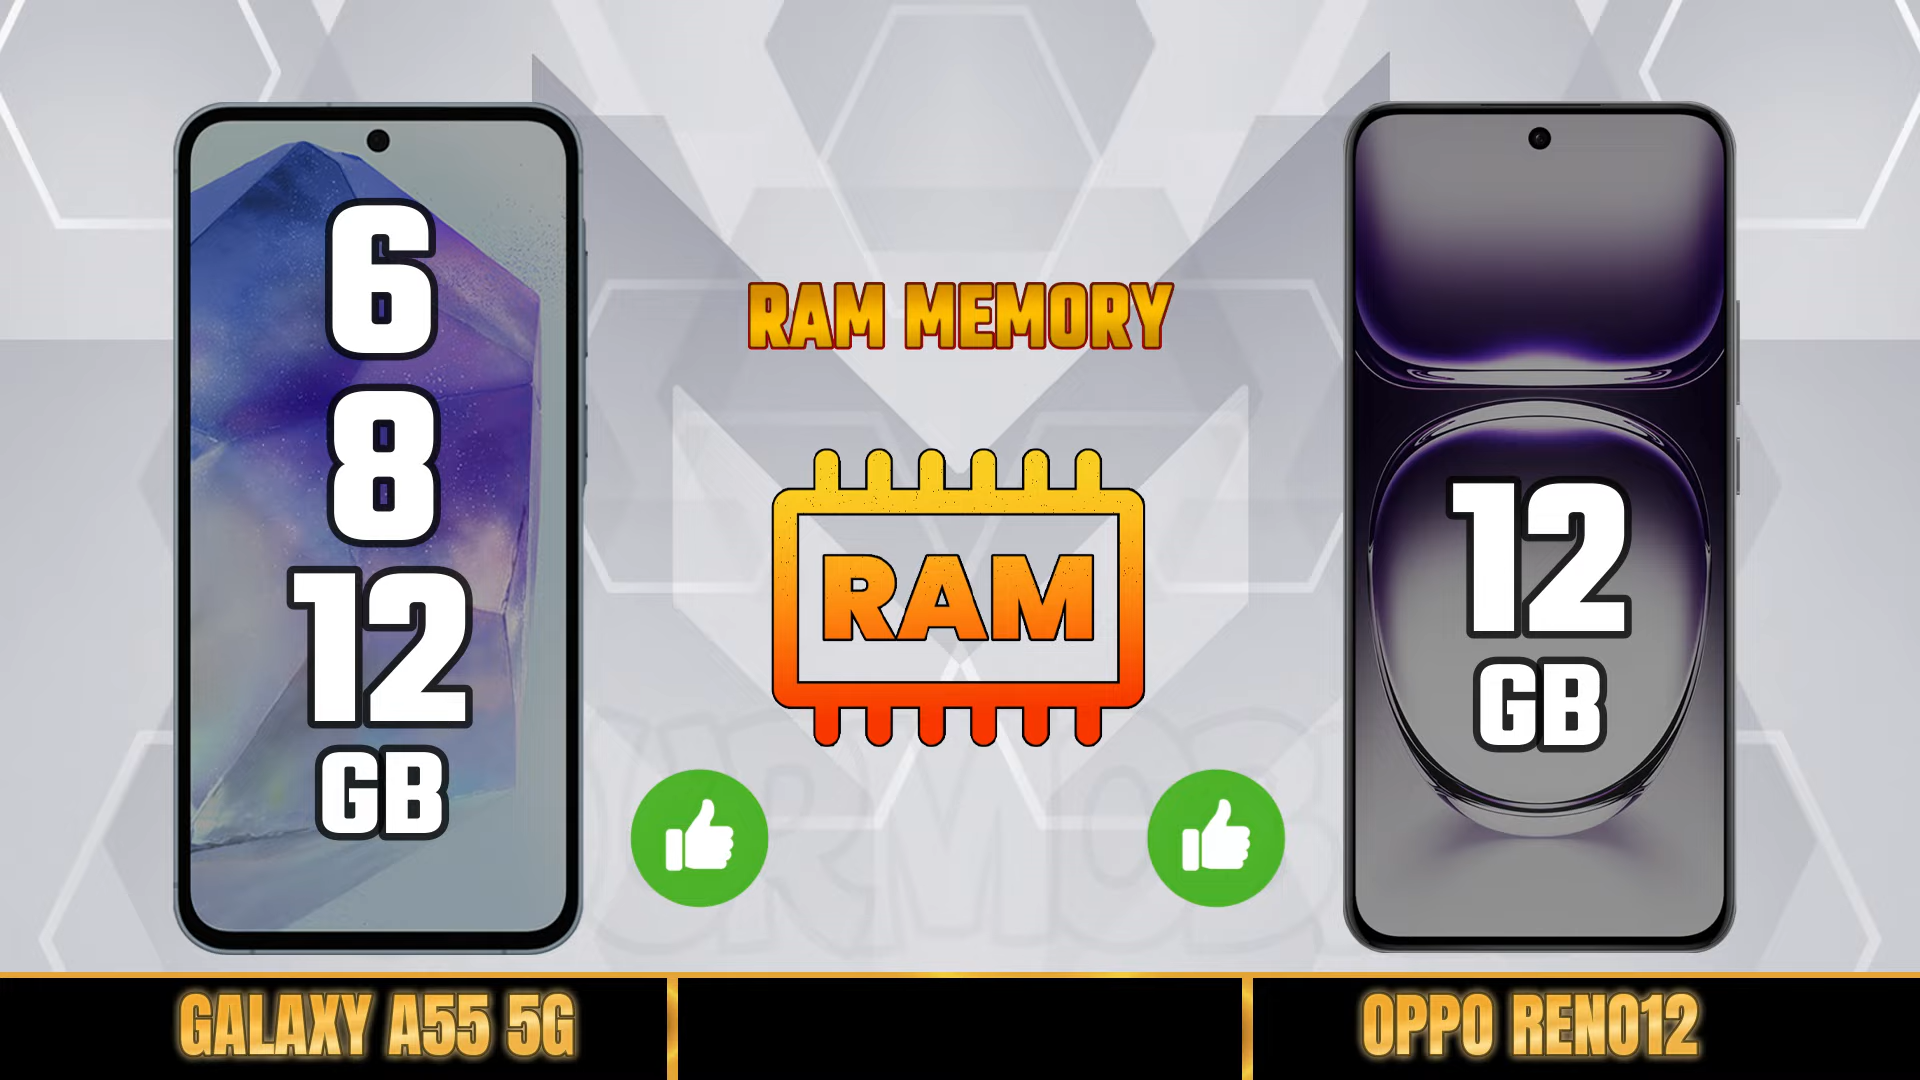 RAM MEMORY
6
8
12
GB
RAM
12
GB
GALAXY A55 5G
OPPO RENO12